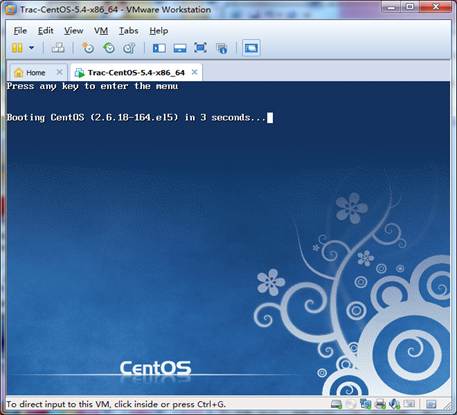 Trac-CentOS-5.4-x86_64 - VMware Workstation
File Edit View VM Tabs Help
Home Trac-CentOS-5.4-x86_64
Press any key to enter the menu
Booting CentOS (2.6.18-164.el5) in 3 seconds...
CentOS
To direct input to this VM, click inside or press Ctrl+G.